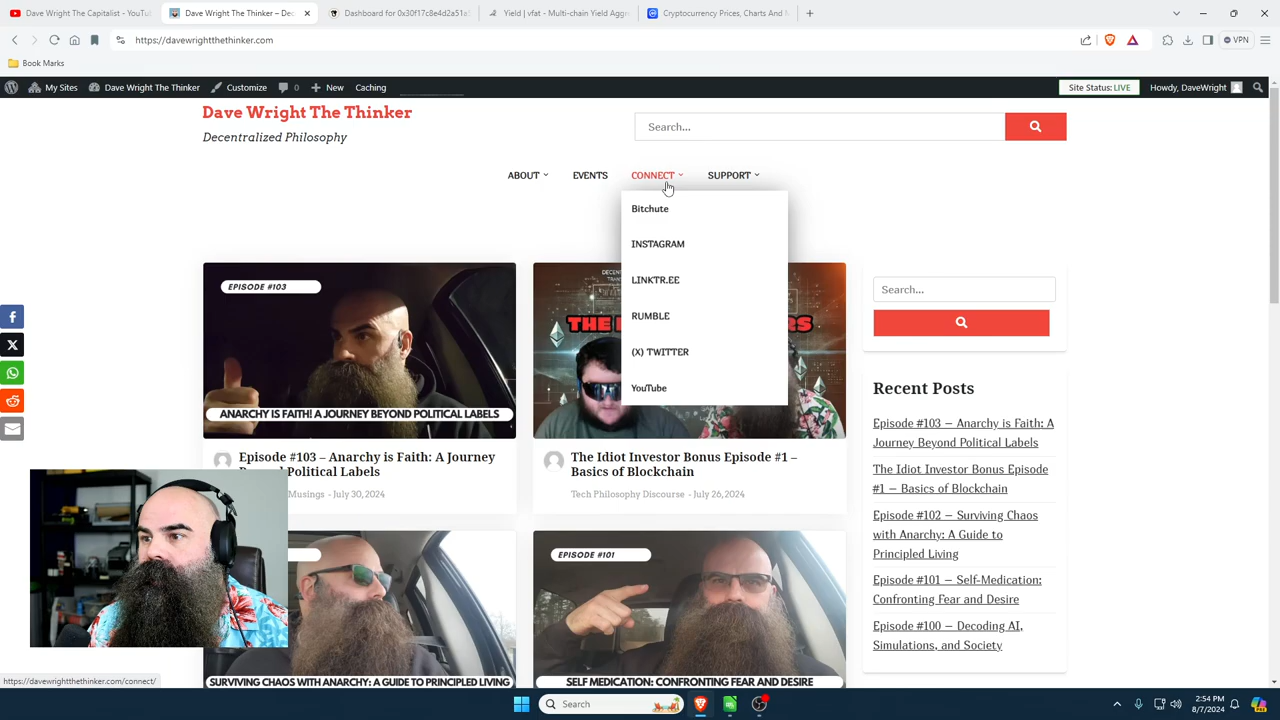 Dave Wright The Capitalist - YouTu
Dave Wright The Thinker – Dec
Dashboard for 0x30f17c8e4d2a51a
Yield | vfat - Multi-chain Yield Aggre
Cryptocurrency Prices, Charts And M
https://davewrightthethinker.com
VPN
Book Marks
My Sites
Dave Wright The Thinker
Customize
0
New
Caching
Site Status: LIVE
Howdy, DaveWright
Dave Wright The Thinker
Decentralized Philosophy
Search...
ABOUT
EVENTS
CONNECT
SUPPORT
Bitchute
INSTAGRAM
LINKTR.EE
RUMBLE
(X) TWITTER
YouTube
EPISODE #103
ANARCHY IS FAITH! A JOURNEY BEYOND POLITICAL LABELS
Episode #103 – Anarchy is Faith: A Journey
Political Labels
Musings - July 30, 2024
The Idiot Investor Bonus Episode #1 –
Basics of Blockchain
Tech Philosophy Discourse - July 26, 2024
SURVIVING CHAOS WITH ANARCHY: A GUIDE TO PRINCIPLED LIVING
EPISODE #101
SELF MEDICATION: CONFRONTING FEAR AND DESIRE
Search...
Recent Posts
Episode #103 – Anarchy is Faith: A
Journey Beyond Political Labels
The Idiot Investor Bonus Episode
#1 – Basics of Blockchain
Episode #102 – Surviving Chaos
with Anarchy: A Guide to
Principled Living
Episode #101 – Self-Medication:
Confronting Fear and Desire
Episode #100 – Decoding AI,
Simulations, and Society
https://davewrightthethinker.com/connect/
Search
2:54 PM
8/7/2024